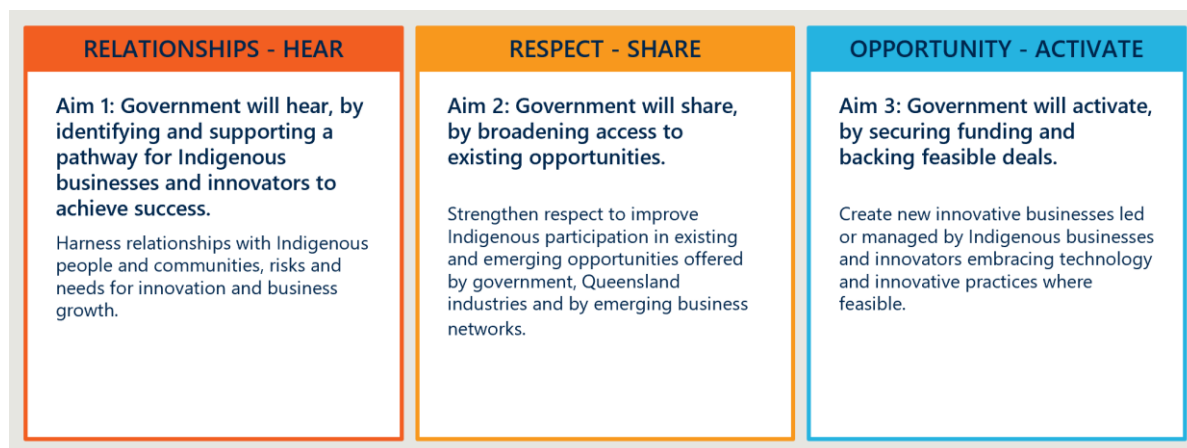 RELATIONSHIPS - HEAR
Aim 1: Government will hear, by
identifying and supporting a
pathway for Indigenous
businesses and innovators to
achieve success.
Harness relationships with Indigenous
people and communities, risks and
needs for innovation and business
growth.
RESPECT - SHARE
Aim 2: Government will share,
by broadening access to
existing opportunities.
Strengthen respect to improve
Indigenous participation in existing
and emerging opportunities offered
by government, Queensland
industries and by emerging business
networks.
OPPORTUNITY - ACTIVATE
Aim 3: Government will activate,
by securing funding and
backing feasible deals.
Create new innovative businesses led
or managed by Indigenous businesses
and innovators embracing technology
and innovative practices where
feasible.